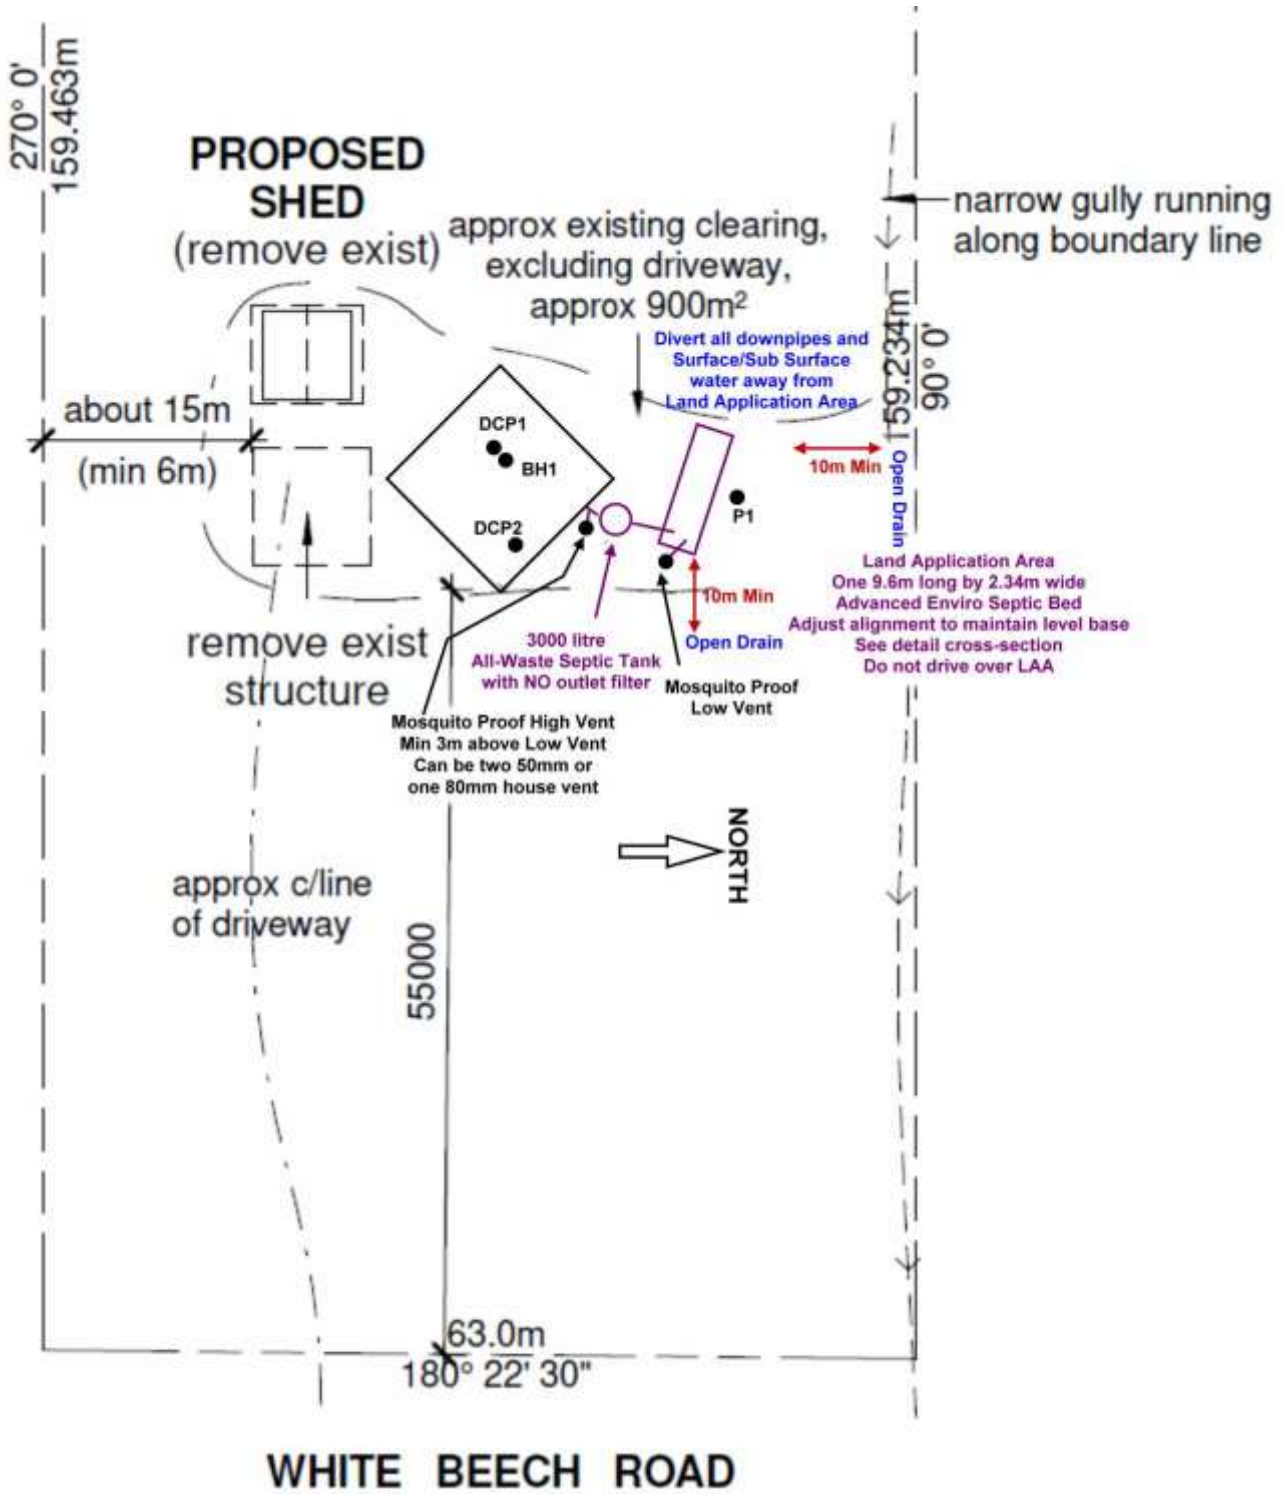 270° 0'
159.463m
PROPOSED
SHED
(remove exist)
approx existing clearing,
excluding driveway,
approx 900m²
narrow gully running
along boundary line
159.234m
90° 0'
Divert all downpipes and
Surface/Sub Surface
water away from
Land Application Area
about 15m
(min 6m)
DCP1
BH1
DCP2
P1
10m Min
Open Drain
10m Min
Open Drain
Land Application Area
One 9.6m long by 2.34m wide
Advanced Enviro Septic Bed
Adjust alignment to maintain level base
See detail cross-section
Do not drive over LAA
remove exist
structure
3000 litre
All-Waste Septic Tank
with NO outlet filter
Mosquito Proof
Low Vent
Mosquito Proof High Vent
Min 3m above Low Vent
Can be two 50mm or
one 80mm house vent
NORTH
approx c/line
of driveway
55000
63.0m
180° 22' 30"
WHITE BEECH ROAD